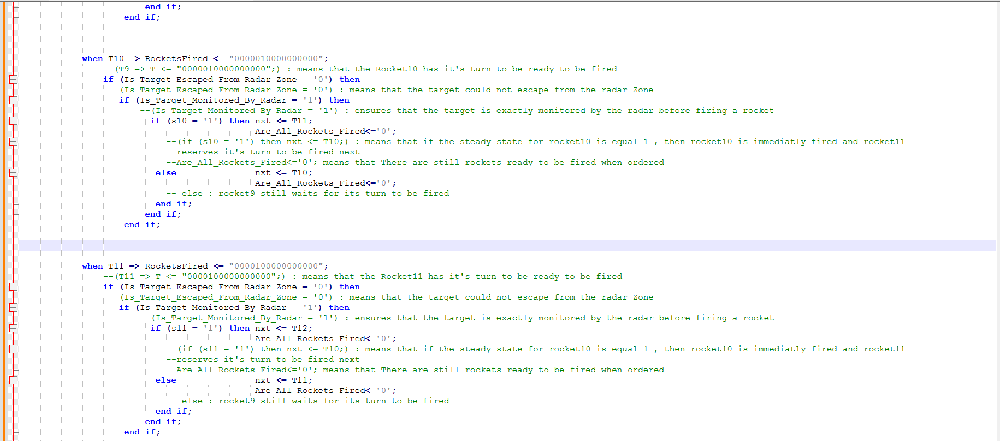 end if;
end if;
when T10 => RocketsFired <= "0000010000000000";
--(T9 => T <= "0000010000000000";) : means that the Rocket10 has it's turn to be ready to be fired
if (Is_Target_Escaped_From_Radar_Zone = '0') then
--(Is_Target_Escaped_From_Radar_Zone = '0') : means that the target could not escape from the radar Zone
if (Is_Target_Monitored_By_Radar = '1') then
--(Is_Target_Monitored_By_Radar = '1') : ensures that the target is exactly monitored by the radar before firing a rocket
if (s10 = '1') then nxt <= T11;
Are_All_Rockets_Fired<='0';
--(if (s10 = '1') then nxt <= T10;) : means that if the steady state for rocket10 is equal 1 , then rocket10 is immediatly fired and rocket11
--reserves it's turn to be fired next
--Are_All_Rockets_Fired<='0'; means that There are still rockets ready to be fired when ordered
else nxt <= T10;
Are_All_Rockets_Fired<='0';
-- else : rocket9 still waits for its turn to be fired
end if;
end if;
end if;
when T11 => RocketsFired <= "0000100000000000";
--(T11 => T <= "0000100000000000";) : means that the Rocket11 has it's turn to be ready to be fired
if (Is_Target_Escaped_From_Radar_Zone = '0') then
--(Is_Target_Escaped_From_Radar_Zone = '0') : means that the target could not escape from the radar Zone
if (Is_Target_Monitored_By_Radar = '1') then
--(Is_Target_Monitored_By_Radar = '1') : ensures that the target is exactly monitored by the radar before firing a rocket
if (s11 = '1') then nxt <= T12;
Are_All_Rockets_Fired<='0';
--(if (s11 = '1') then nxt <= T10;) : means that if the steady state for rocket10 is equal 1 , then rocket10 is immediatly fired and rocket11
--reserves it's turn to be fired next
--Are_All_Rockets_Fired<='0'; means that There are still rockets ready to be fired when ordered
else nxt <= T11;
Are_All_Rockets_Fired<='0';
-- else : rocket9 still waits for its turn to be fired
end if;
end if;
end if;